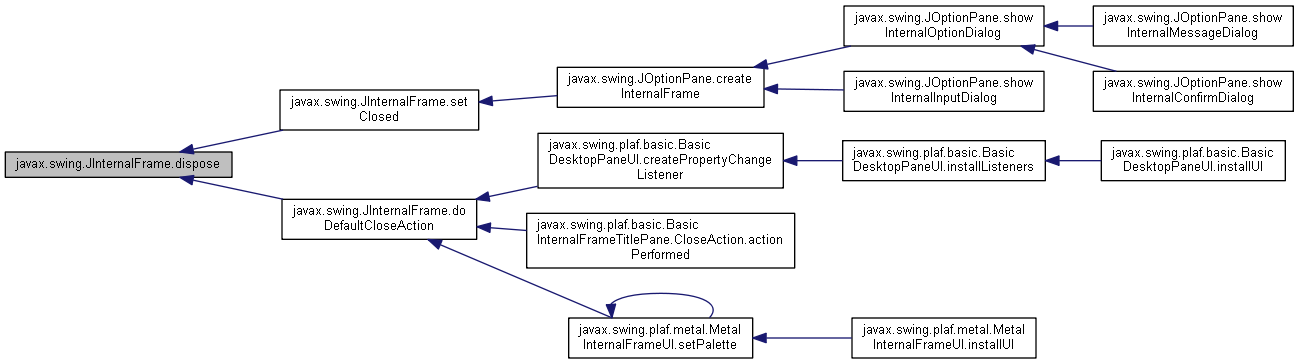 javax.swing.JOptionPane.show
InternalOptionDialog
javax.swing.JOptionPane.show
InternalMessageDialog
javax.swing.JOptionPane.create
InternalFrame
javax.swing.JOptionPane.show
InternalInputDialog
javax.swing.JOptionPane.show
InternalConfirmDialog
javax.swing.JInternalFrame.set
Closed
javax.swing.JInternalFrame.dispose
javax.swing.plaf.basic.Basic
DesktopPaneUI.createPropertyChange
Listener
javax.swing.plaf.basic.Basic
DesktopPaneUI.installListeners
javax.swing.plaf.basic.Basic
DesktopPaneUI.installUI
javax.swing.JInternalFrame.do
DefaultCloseAction
javax.swing.plaf.basic.Basic
InternalFrameTitlePane.CloseAction.action
Performed
javax.swing.plaf.metal.Metal
InternalFrameUI.setPalette
javax.swing.plaf.metal.Metal
InternalFrameUI.installUI